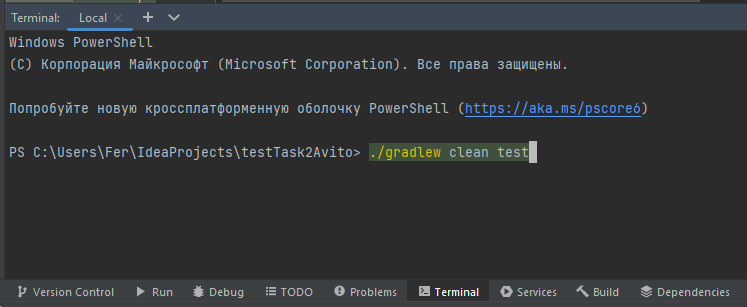 Terminal: Local
Windows PowerShell
(C) Корпорация Майкрософт (Microsoft Corporation). Все права защищены.
Попробуйте новую кроссплатформенную оболочку PowerShell (https://aka.ms/pscore6)
PS C:\Users\Fer\IdeaProjects\testTask2Avito> ./gradlew clean test
Version Control Run Debug TODO Problems Terminal Services Build Dependencies